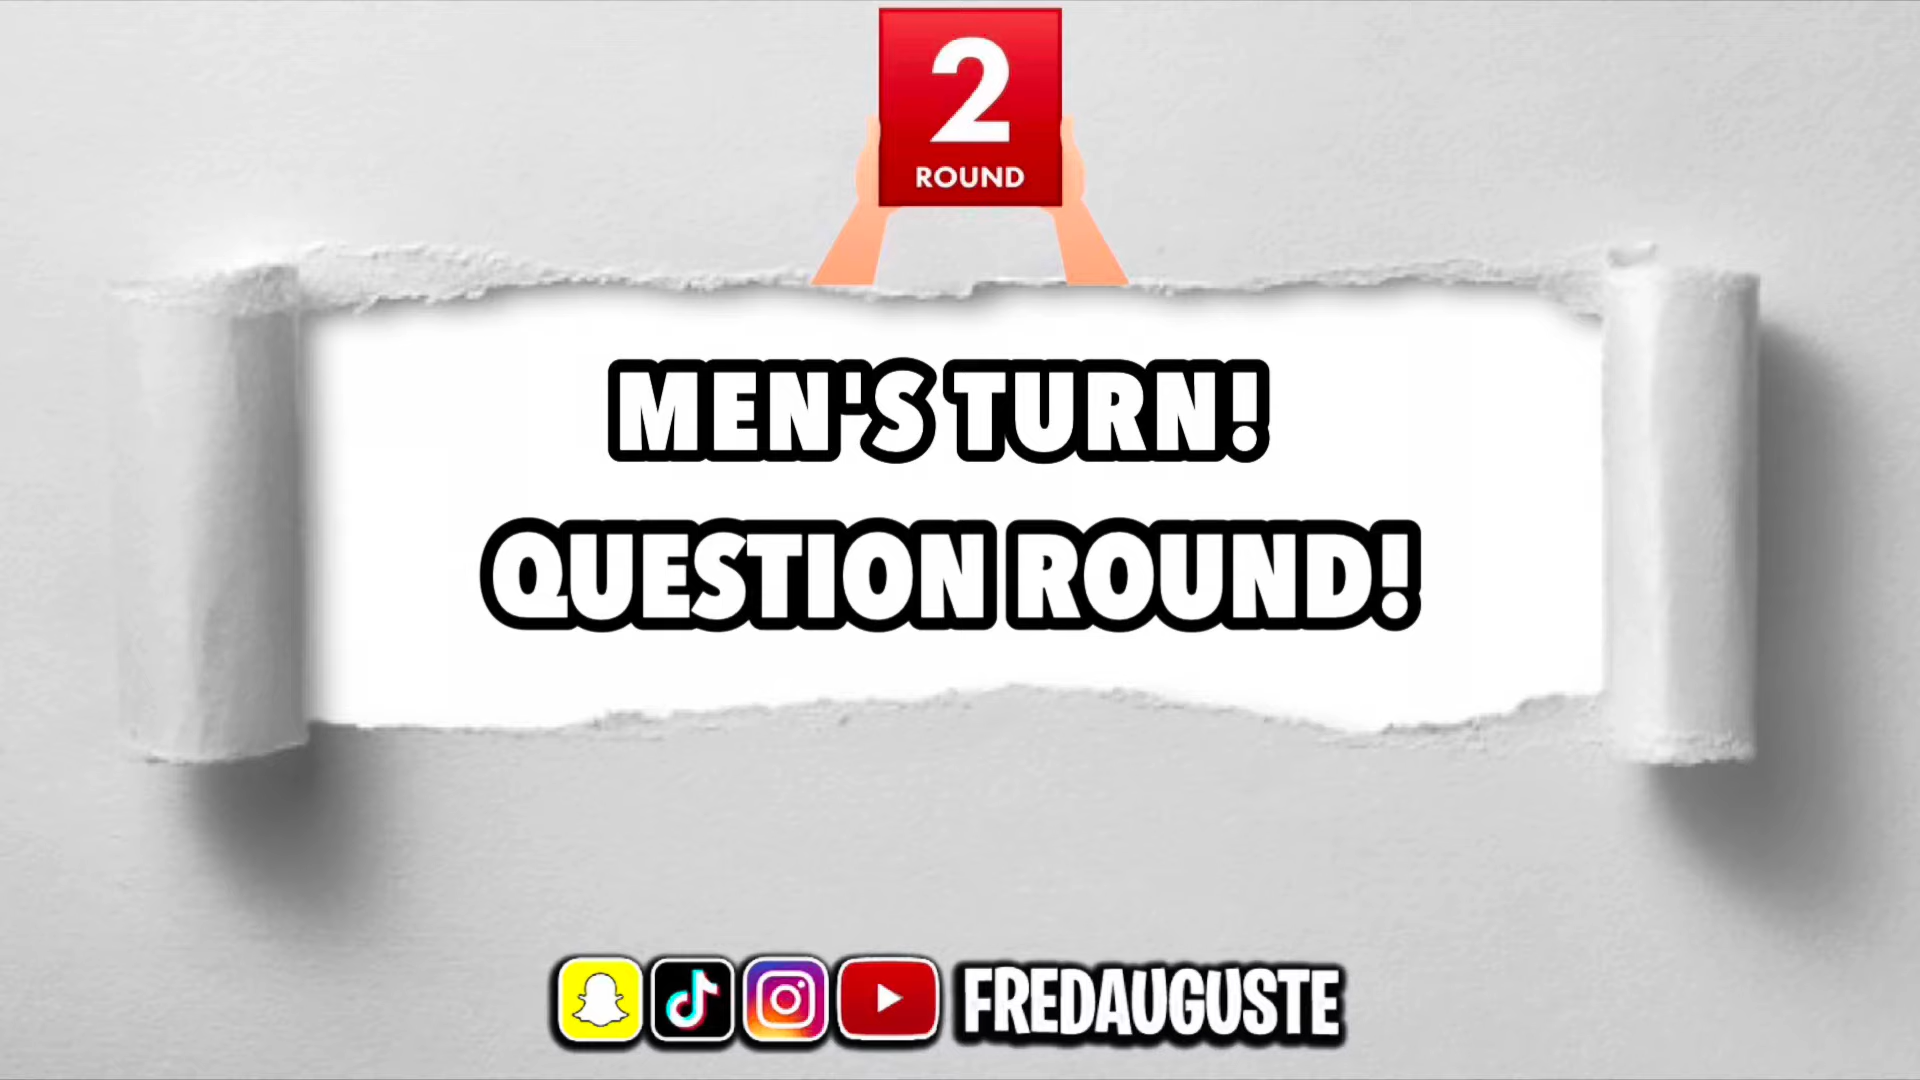 2
ROUND
MEN'S TURN!
QUESTION ROUND!
FREDAUGUSTE